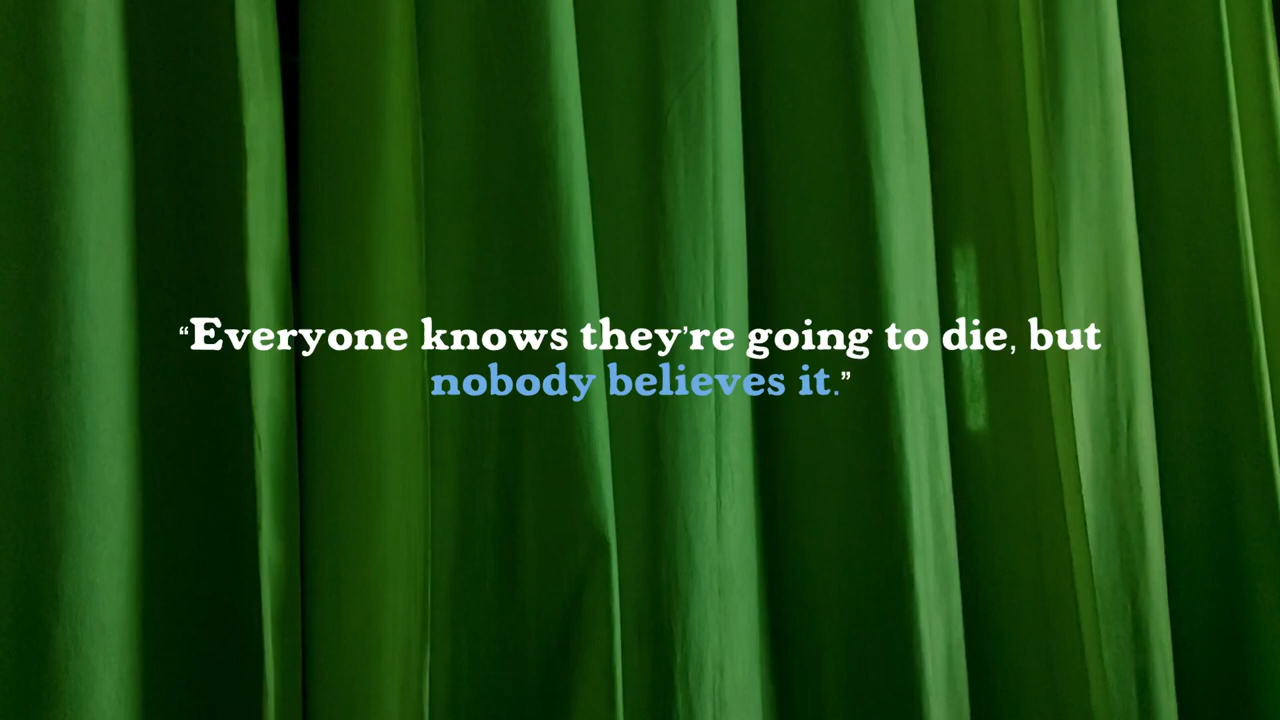 “Everyone knows they’re going to die, but
nobody believes it.”